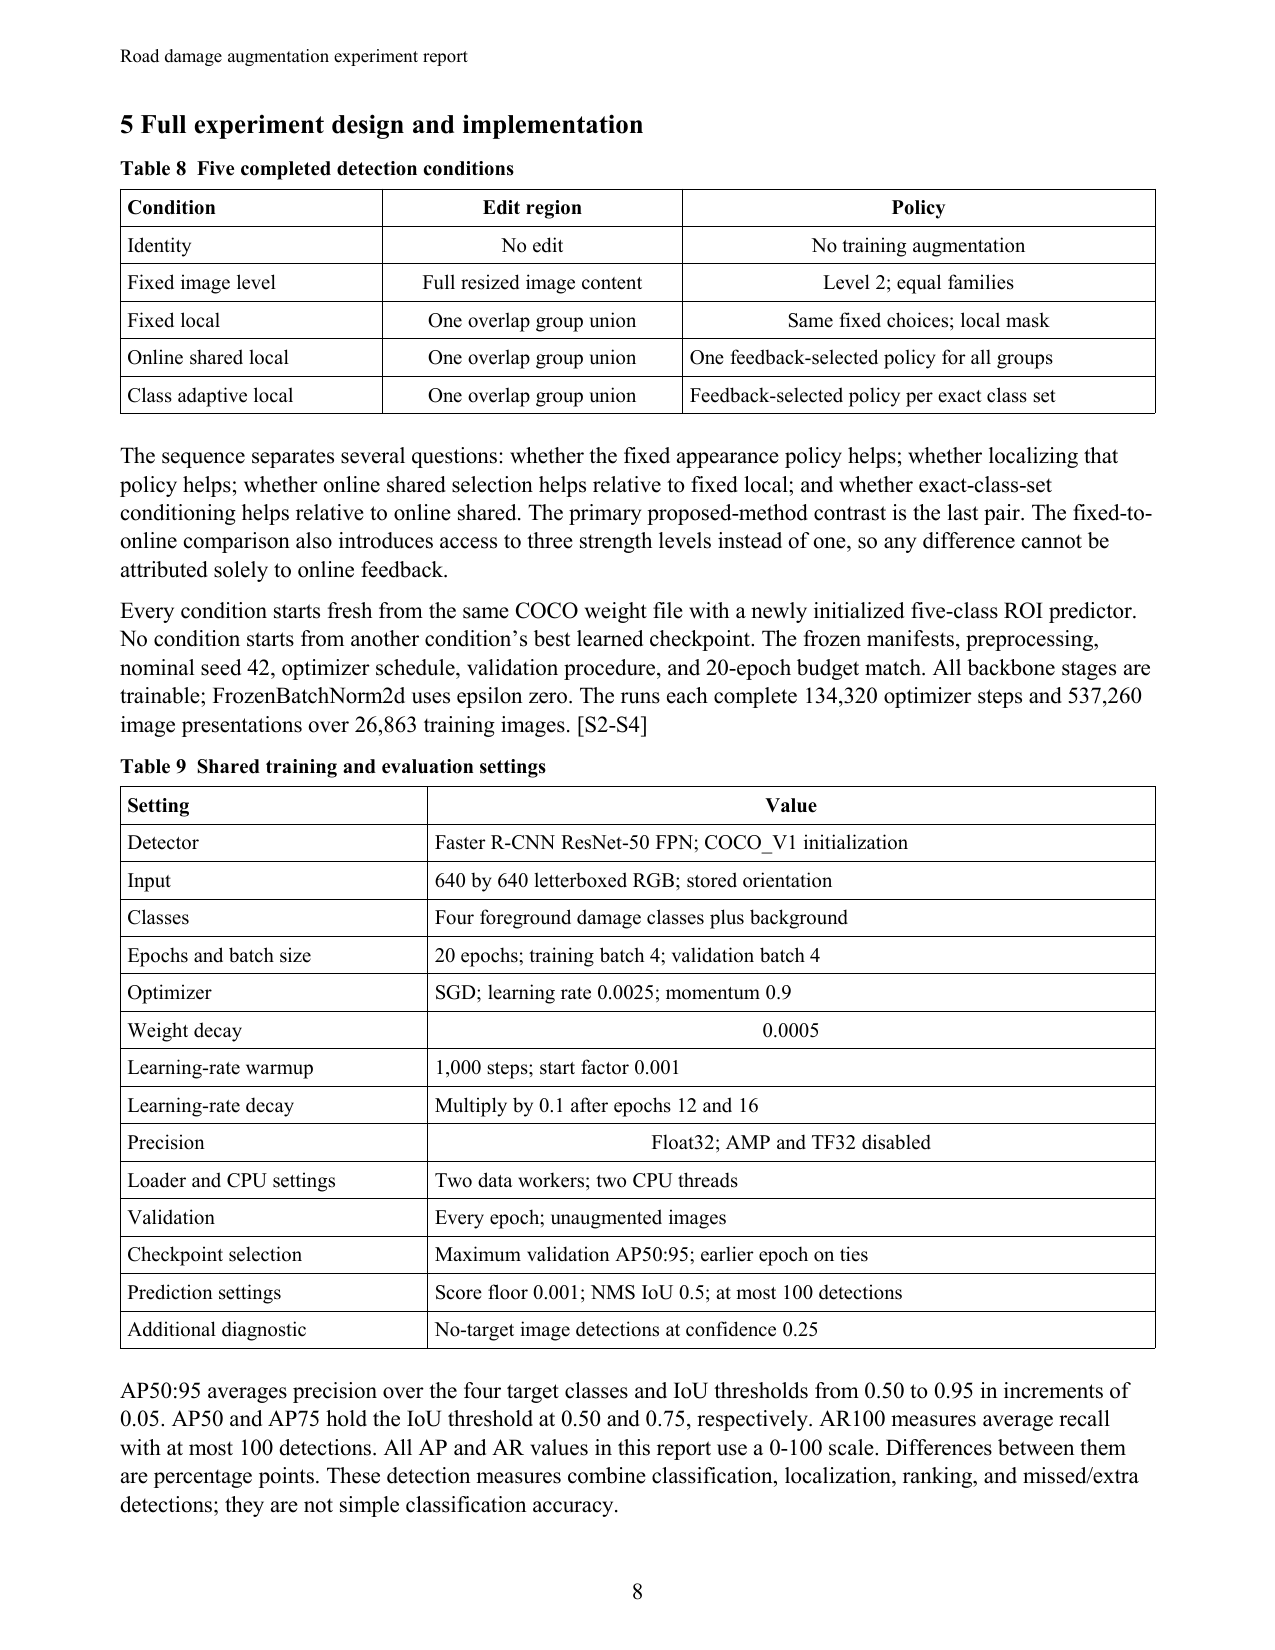 Road damage augmentation experiment report
5 Full experiment design and implementation
Table 8 Five completed detection conditions
Condition Edit region Policy
Identity No edit No training augmentation
Fixed image level Full resized image content Level 2; equal families
Fixed local One overlap group union Same fixed choices; local mask
Online shared local One overlap group union One feedback-selected policy for all groups
Class adaptive local One overlap group union Feedback-selected policy per exact class set
The sequence separates several questions: whether the fixed appearance policy helps; whether localizing that
policy helps; whether online shared selection helps relative to fixed local; and whether exact-class-set
conditioning helps relative to online shared. The primary proposed-method contrast is the last pair. The fixed-to-
online comparison also introduces access to three strength levels instead of one, so any difference cannot be
attributed solely to online feedback.
Every condition starts fresh from the same COCO weight file with a newly initialized five-class ROI predictor.
No condition starts from another condition’s best learned checkpoint. The frozen manifests, preprocessing,
nominal seed 42, optimizer schedule, validation procedure, and 20-epoch budget match. All backbone stages are
trainable; FrozenBatchNorm2d uses epsilon zero. The runs each complete 134,320 optimizer steps and 537,260
image presentations over 26,863 training images. [S2-S4]
Table 9 Shared training and evaluation settings
Setting Value
Detector Faster R-CNN ResNet-50 FPN; COCO_V1 initialization
Input 640 by 640 letterboxed RGB; stored orientation
Classes Four foreground damage classes plus background
Epochs and batch size 20 epochs; training batch 4; validation batch 4
Optimizer SGD; learning rate 0.0025; momentum 0.9
Weight decay 0.0005
Learning-rate warmup 1,000 steps; start factor 0.001
Learning-rate decay Multiply by 0.1 after epochs 12 and 16
Precision Float32; AMP and TF32 disabled
Loader and CPU settings Two data workers; two CPU threads
Validation Every epoch; unaugmented images
Checkpoint selection Maximum validation AP50:95; earlier epoch on ties
Prediction settings Score floor 0.001; NMS IoU 0.5; at most 100 detections
Additional diagnostic No-target image detections at confidence 0.25
AP50:95 averages precision over the four target classes and IoU thresholds from 0.50 to 0.95 in increments of
0.05. AP50 and AP75 hold the IoU threshold at 0.50 and 0.75, respectively. AR100 measures average recall
with at most 100 detections. All AP and AR values in this report use a 0-100 scale. Differences between them
are percentage points. These detection measures combine classification, localization, ranking, and missed/extra
detections; they are not simple classification accuracy.
8